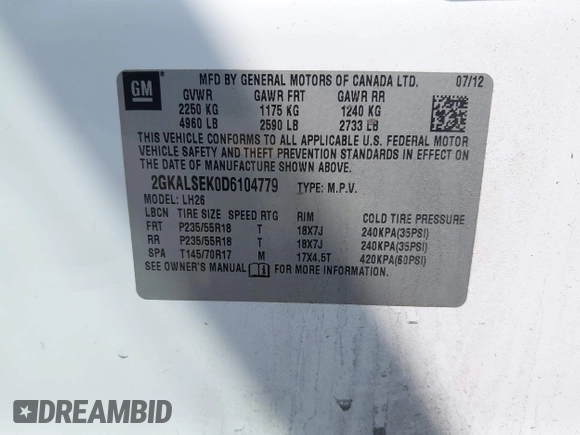 GM
MFD BY GENERAL MOTORS OF CANADA LTD. 07/12
GVWR GAWR FRT GAWR RR
2250 KG 1175 KG 1240 KG
4960 LB 2590 LB 2733 LB
THIS VEHICLE CONFORMS TO ALL APPLICABLE U.S. FEDERAL MOTOR
VEHICLE SAFETY AND THEFT PREVENTION STANDARDS IN EFFECT ON
THE DATE OF MANUFACTURE SHOWN ABOVE.
2GKALSEK0D6104779 TYPE: M.P.V.
MODEL: LH26
LBCN TIRE SIZE SPEED RTG RIM COLD TIRE PRESSURE
FRT P235/55R18 T 18X7J 240KPA(35PSI)
RR P235/55R18 T 18X7J 240KPA(35PSI)
SPA T145/70R17 M 17X4.5T 420KPA(60PSI)
SEE OWNER'S MANUAL FOR MORE INFORMATION.
DREAMBID